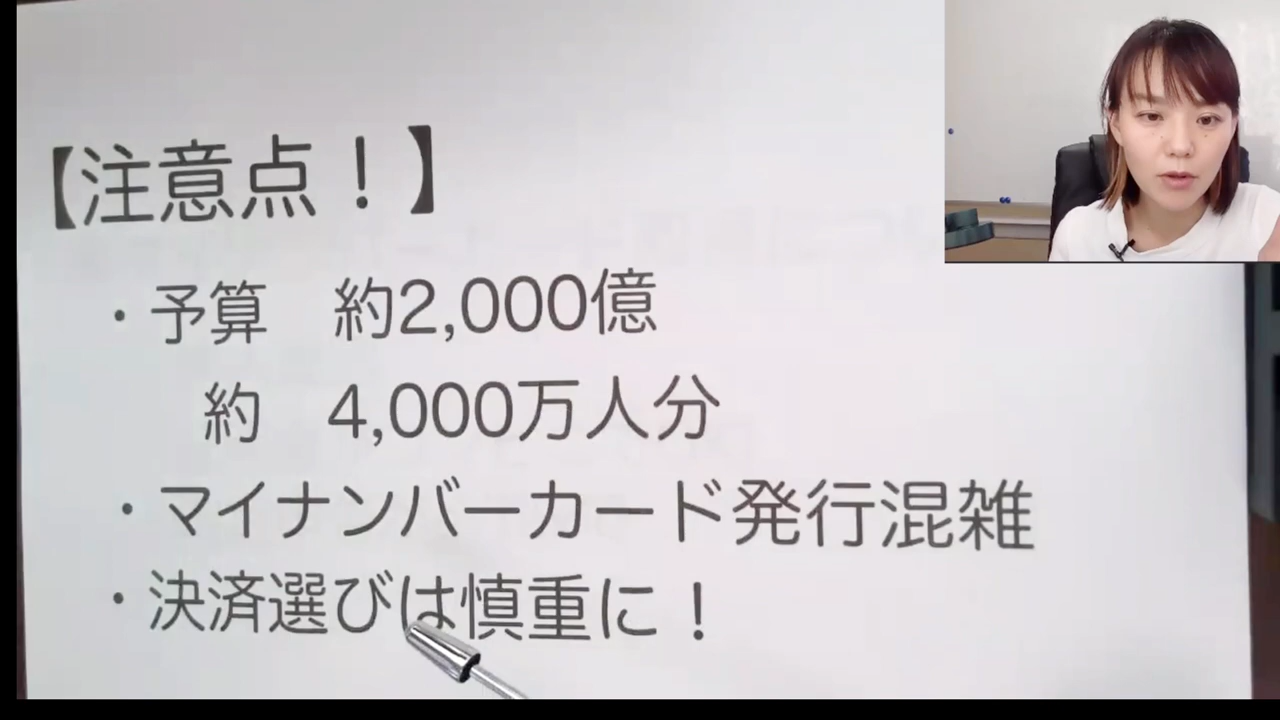 【注意点！】
・予算　約2,000億
約　4,000万人分
・マイナンバーカード発行混雑
・決済選びは慎重に！